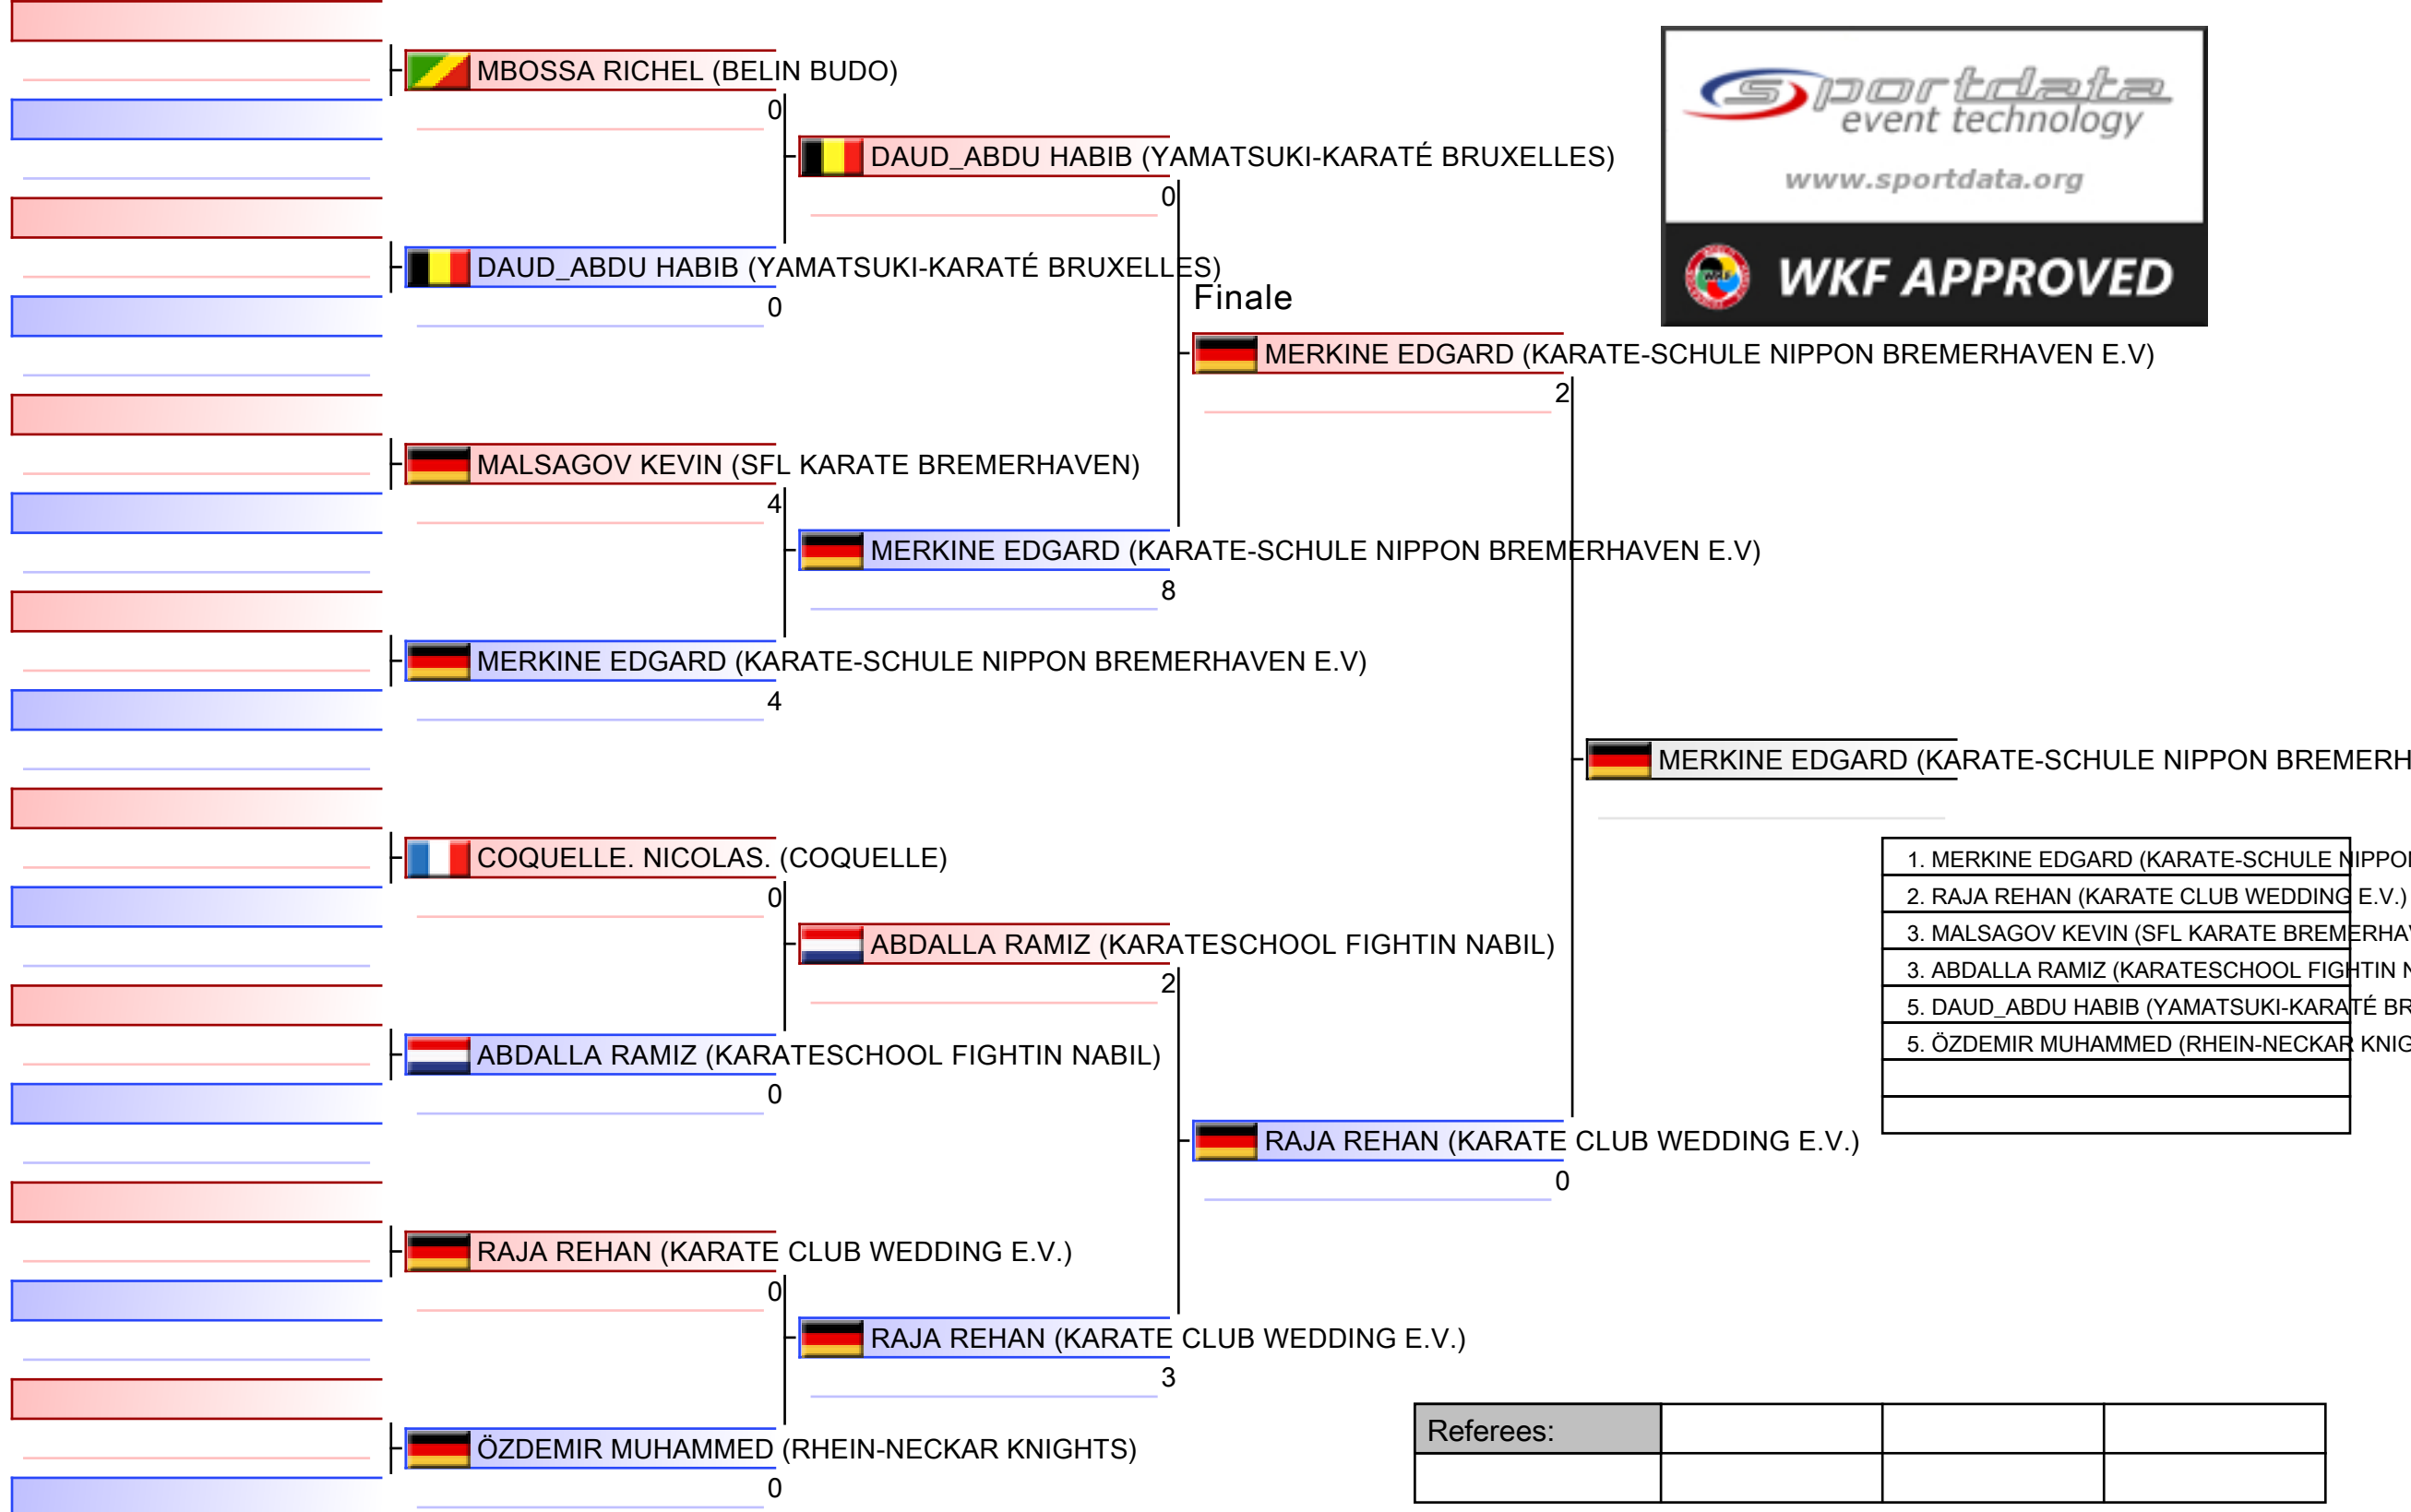 MBOSSA RICHEL (BELIN BUDO)
0
DAUD_ABDU HABIB (YAMATSUKI-KARATÉ BRUXELLES)
0
DAUD_ABDU HABIB (YAMATSUKI-KARATÉ BRUXELLES)
0
MALSAGOV KEVIN (SFL KARATE BREMERHAVEN)
4
MERKINE EDGARD (KARATE-SCHULE NIPPON BREMERHAVEN E.V)
8
MERKINE EDGARD (KARATE-SCHULE NIPPON BREMERHAVEN E.V)
4
COQUELLE. NICOLAS. (COQUELLE)
0
ABDALLA RAMIZ (KARATESCHOOL FIGHTIN NABIL)
2
ABDALLA RAMIZ (KARATESCHOOL FIGHTIN NABIL)
0
RAJA REHAN (KARATE CLUB WEDDING E.V.)
0
RAJA REHAN (KARATE CLUB WEDDING E.V.)
3
ÖZDEMIR MUHAMMED (RHEIN-NECKAR KNIGHTS)
0
Finale
MERKINE EDGARD (KARATE-SCHULE NIPPON BREMERHAVEN E.V)
2
RAJA REHAN (KARATE CLUB WEDDING E.V.)
0
MERKINE EDGARD (KARATE-SCHULE NIPPON BREMERH
sportdata
event technology
www.sportdata.org
WKF
WKF APPROVED
1. MERKINE EDGARD (KARATE-SCHULE NIPPON
2. RAJA REHAN (KARATE CLUB WEDDING E.V.)
3. MALSAGOV KEVIN (SFL KARATE BREMERHAV
3. ABDALLA RAMIZ (KARATESCHOOL FIGHTIN N
5. DAUD_ABDU HABIB (YAMATSUKI-KARATÉ BR
5. ÖZDEMIR MUHAMMED (RHEIN-NECKAR KNIG
Referees: